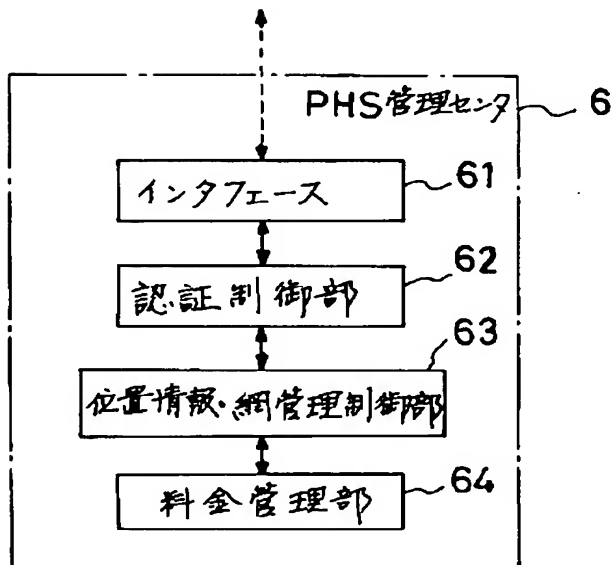 PHS管理センタ 6
インタフェース 61
認証制御部 62
63
位置情報・網管理制御部
料金管理部 64